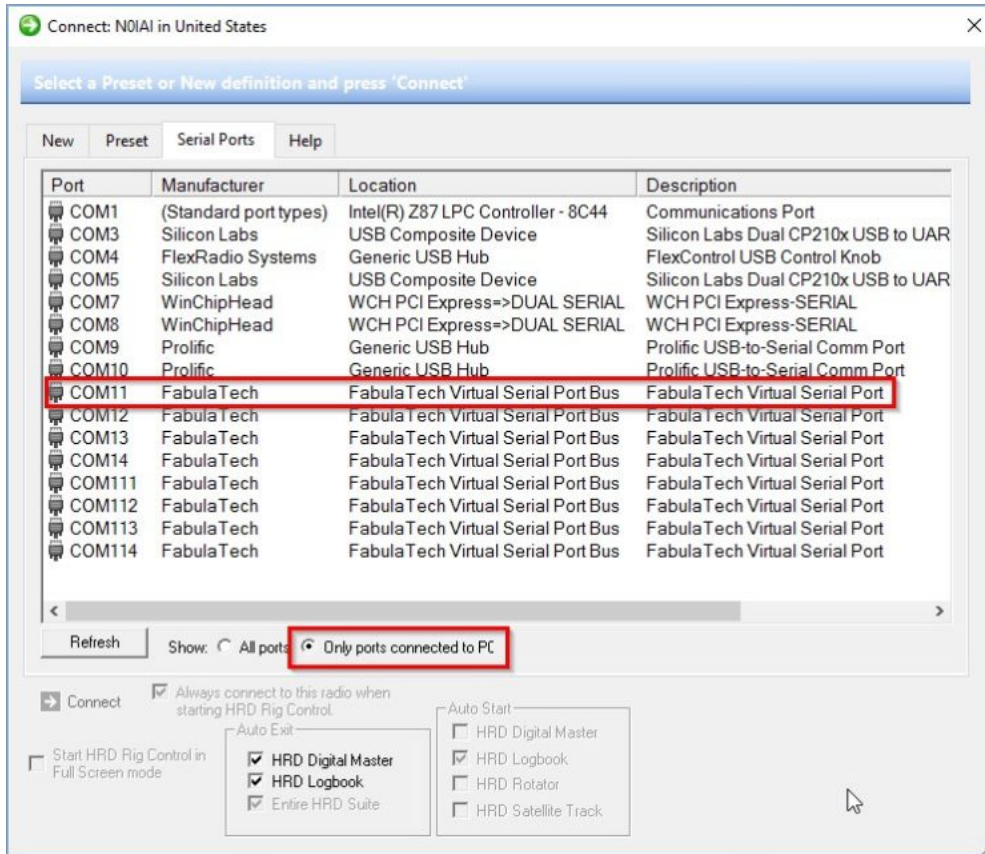 Connect: N0IAI in United States
Select a Preset or New definition and press 'Connect'
New Preset Serial Ports Help
Port Manufacturer Location Description
COM1 (Standard port types) Intel(R) Z87 LPC Controller - 8C44 Communications Port
COM3 Silicon Labs USB Composite Device Silicon Labs Dual CP210x USB to UAR
COM4 FlexRadio Systems Generic USB Hub FlexControl USB Control Knob
COM5 Silicon Labs USB Composite Device Silicon Labs Dual CP210x USB to UAR
COM7 WinChipHead WCH PCI Express=>DUAL SERIAL WCH PCI Express-SERIAL
COM8 WinChipHead WCH PCI Express=>DUAL SERIAL WCH PCI Express-SERIAL
COM9 Prolific Generic USB Hub Prolific USB-to-Serial Comm Port
COM10 Prolific Generic USB Hub Prolific USB-to-Serial Comm Port
COM11 FabulaTech FabulaTech Virtual Serial Port Bus FabulaTech Virtual Serial Port
COM12 FabulaTech FabulaTech Virtual Serial Port Bus FabulaTech Virtual Serial Port
COM13 FabulaTech FabulaTech Virtual Serial Port Bus FabulaTech Virtual Serial Port
COM14 FabulaTech FabulaTech Virtual Serial Port Bus FabulaTech Virtual Serial Port
COM111 FabulaTech FabulaTech Virtual Serial Port Bus FabulaTech Virtual Serial Port
COM112 FabulaTech FabulaTech Virtual Serial Port Bus FabulaTech Virtual Serial Port
COM113 FabulaTech FabulaTech Virtual Serial Port Bus FabulaTech Virtual Serial Port
COM114 FabulaTech FabulaTech Virtual Serial Port Bus FabulaTech Virtual Serial Port
Refresh Show: All ports Only ports connected to PC
Connect
Always connect to this radio when
starting HRD Rig Control.
Start HRD Rig Control in
Full Screen mode
Auto Exit
HRD Digital Master
HRD Logbook
Entire HRD Suite
Auto Start
HRD Digital Master
HRD Logbook
HRD Rotator
HRD Satellite Track